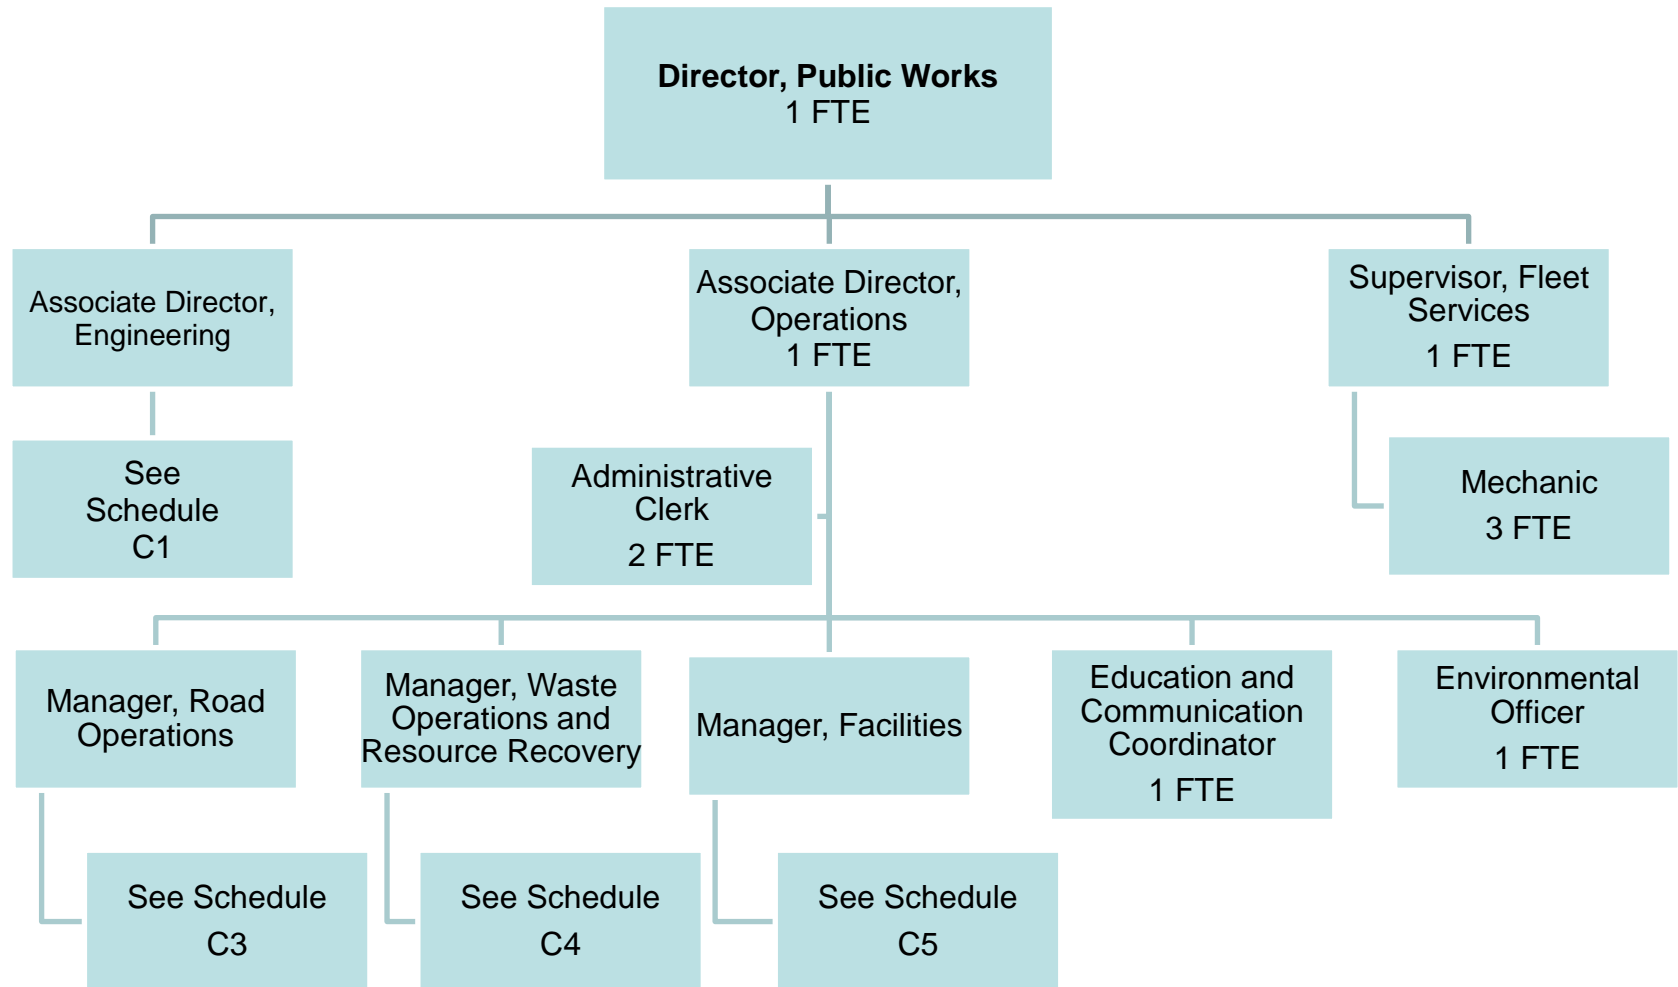 Director, Public Works
1 FTE
Associate Director,
Engineering
Associate Director,
Operations
1 FTE
Supervisor, Fleet
Services
1 FTE
See
Schedule
C1
Administrative
Clerk
2 FTE
Mechanic
3 FTE
Manager, Road
Operations
Manager, Waste
Operations and
Resource Recovery
Manager, Facilities
Education and
Communication
Coordinator
1 FTE
Environmental
Officer
1 FTE
See Schedule
C3
See Schedule
C4
See Schedule
C5